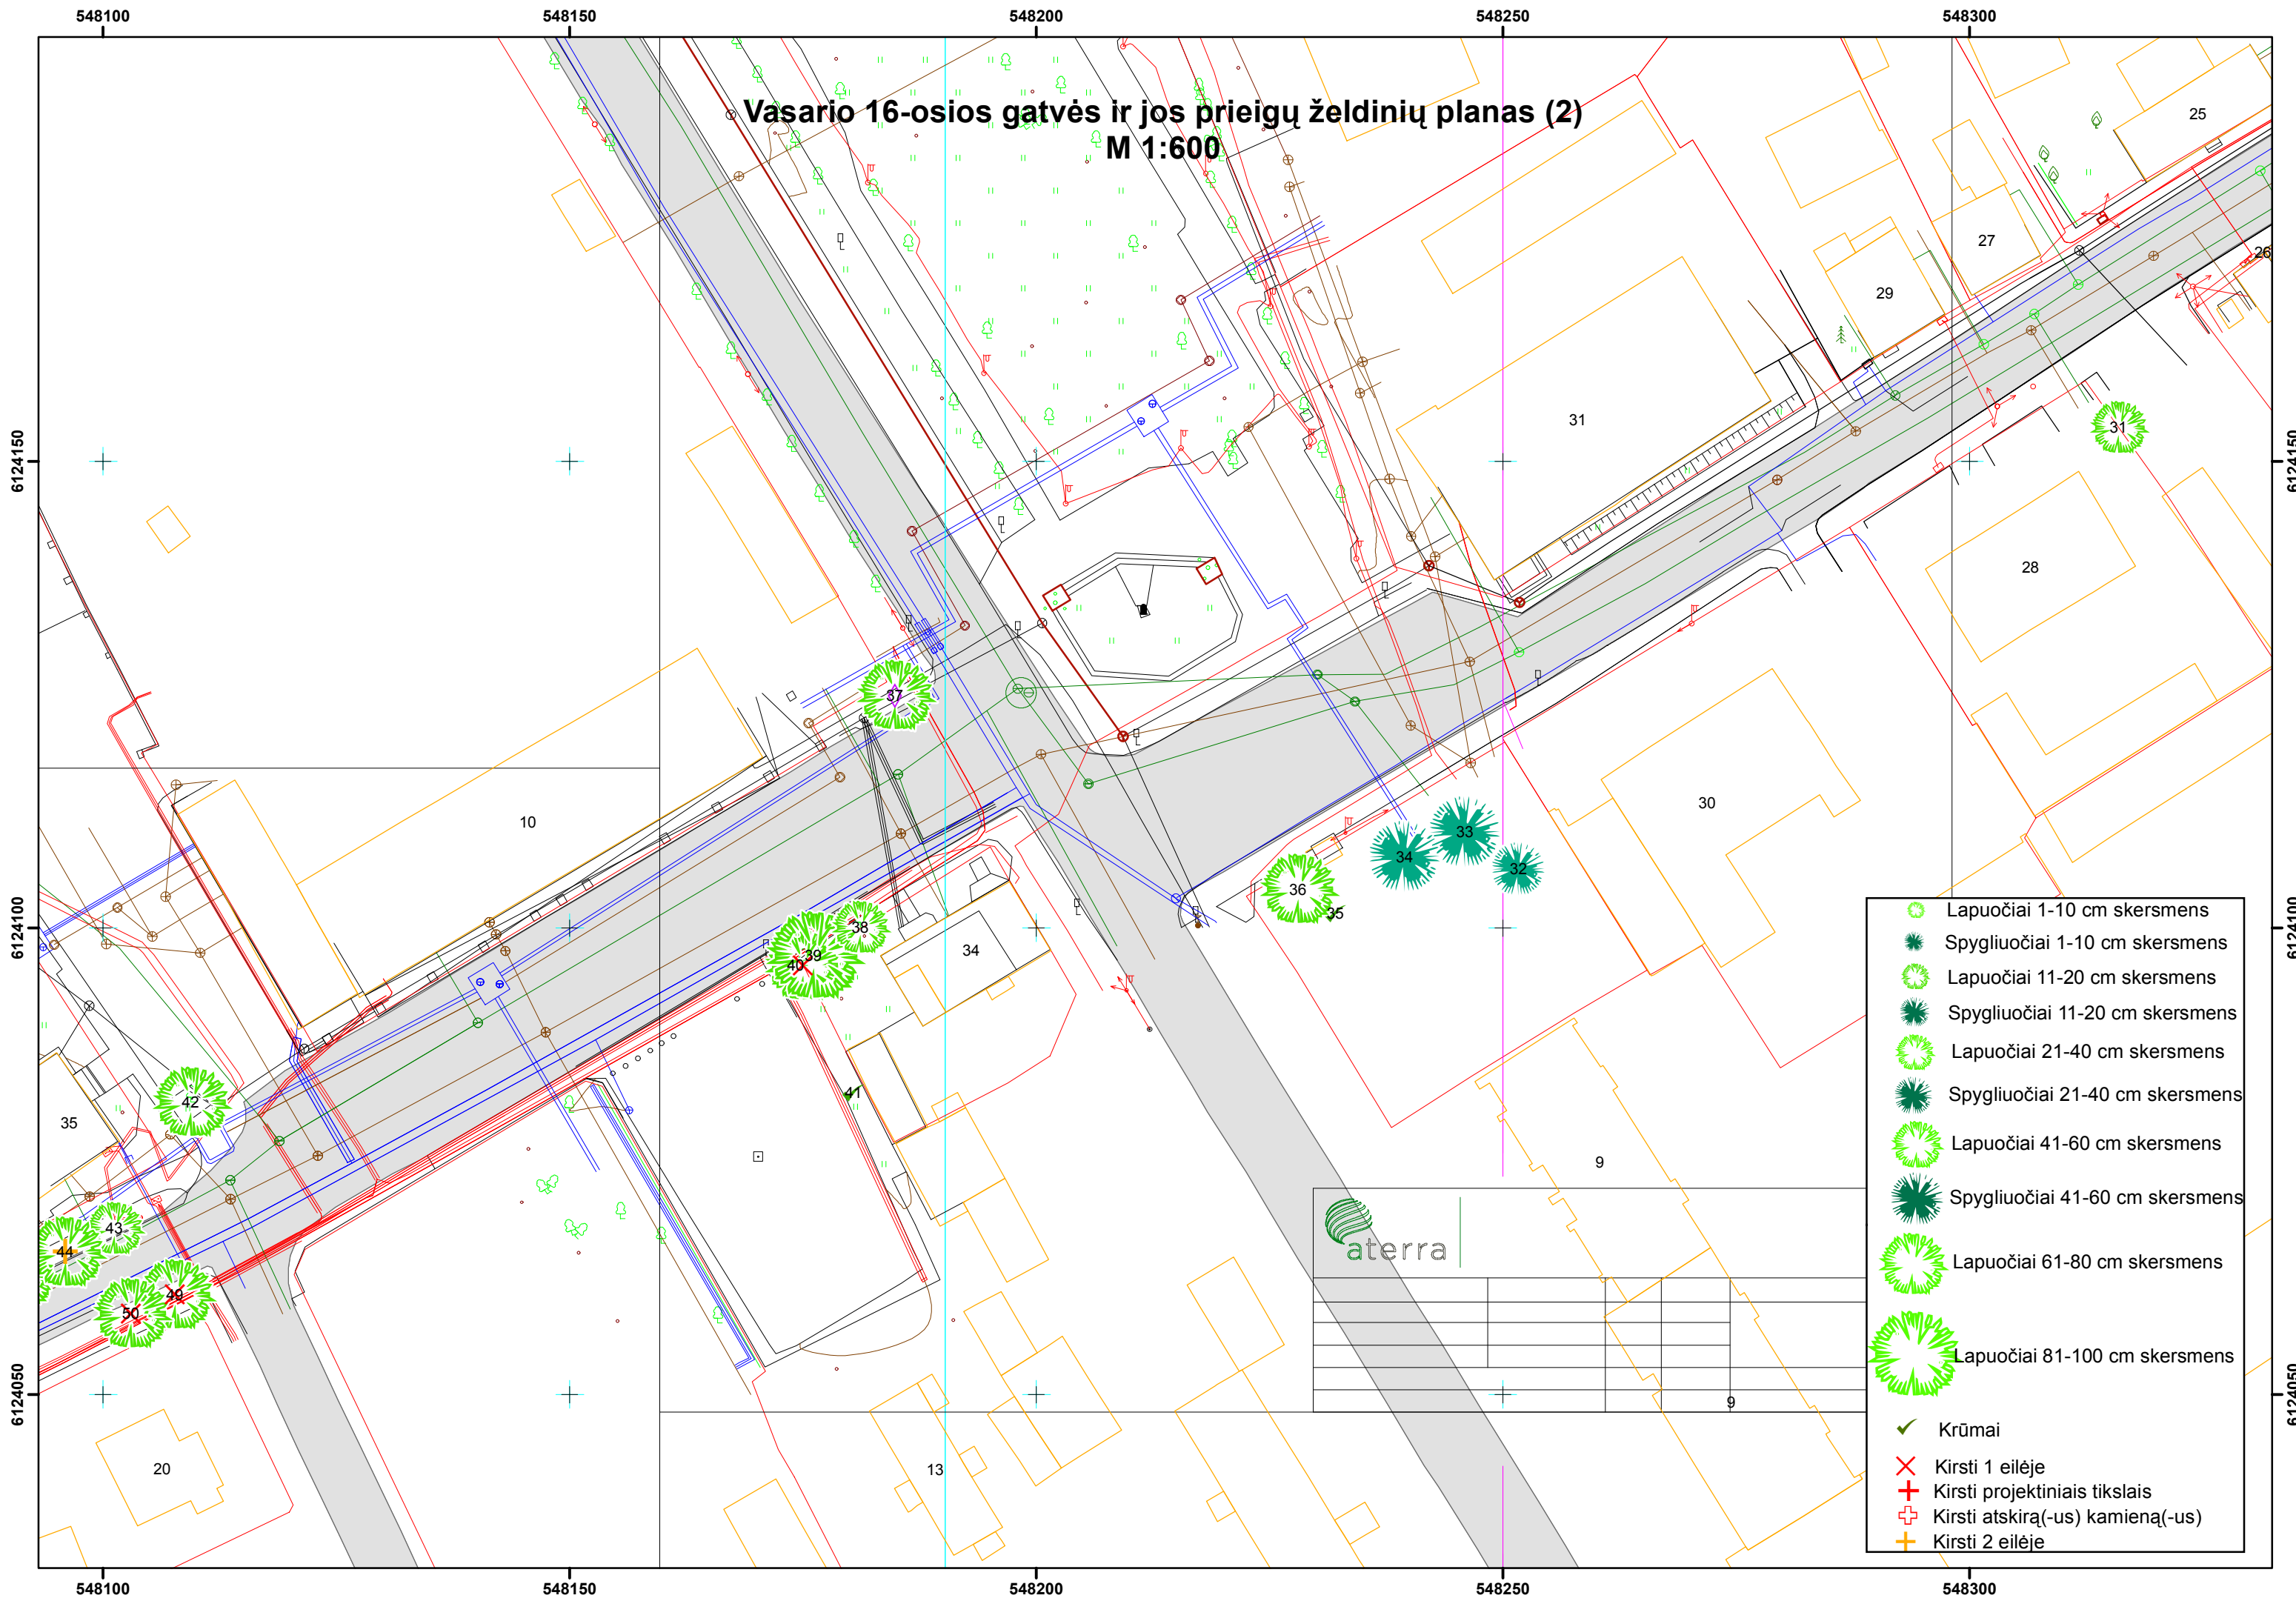 548100 548150 548200 548250 548300
Vasario 16-osios gatvės ir jos prieigų želdinių planas (2)
M 1:600
25
27
26
29
31
31
6124150
6124150
28
37
30
10
33
34
32
36
35
6124100
6124100
38
39
40
34
41
42
35
43
44
49
50
9
aterra
9
20
13
6124050
6124050
Lapuočiai 1-10 cm skersmens
Spygliuočiai 1-10 cm skersmens
Lapuočiai 11-20 cm skersmens
Spygliuočiai 11-20 cm skersmens
Lapuočiai 21-40 cm skersmens
Spygliuočiai 21-40 cm skersmens
Lapuočiai 41-60 cm skersmens
Spygliuočiai 41-60 cm skersmens
Lapuočiai 61-80 cm skersmens
Lapuočiai 81-100 cm skersmens
Krūmai
Kirsti 1 eilėje
Kirsti projektiniais tikslais
Kirsti atskirą(-us) kamieną(-us)
Kirsti 2 eilėje
548100 548150 548200 548250 548300